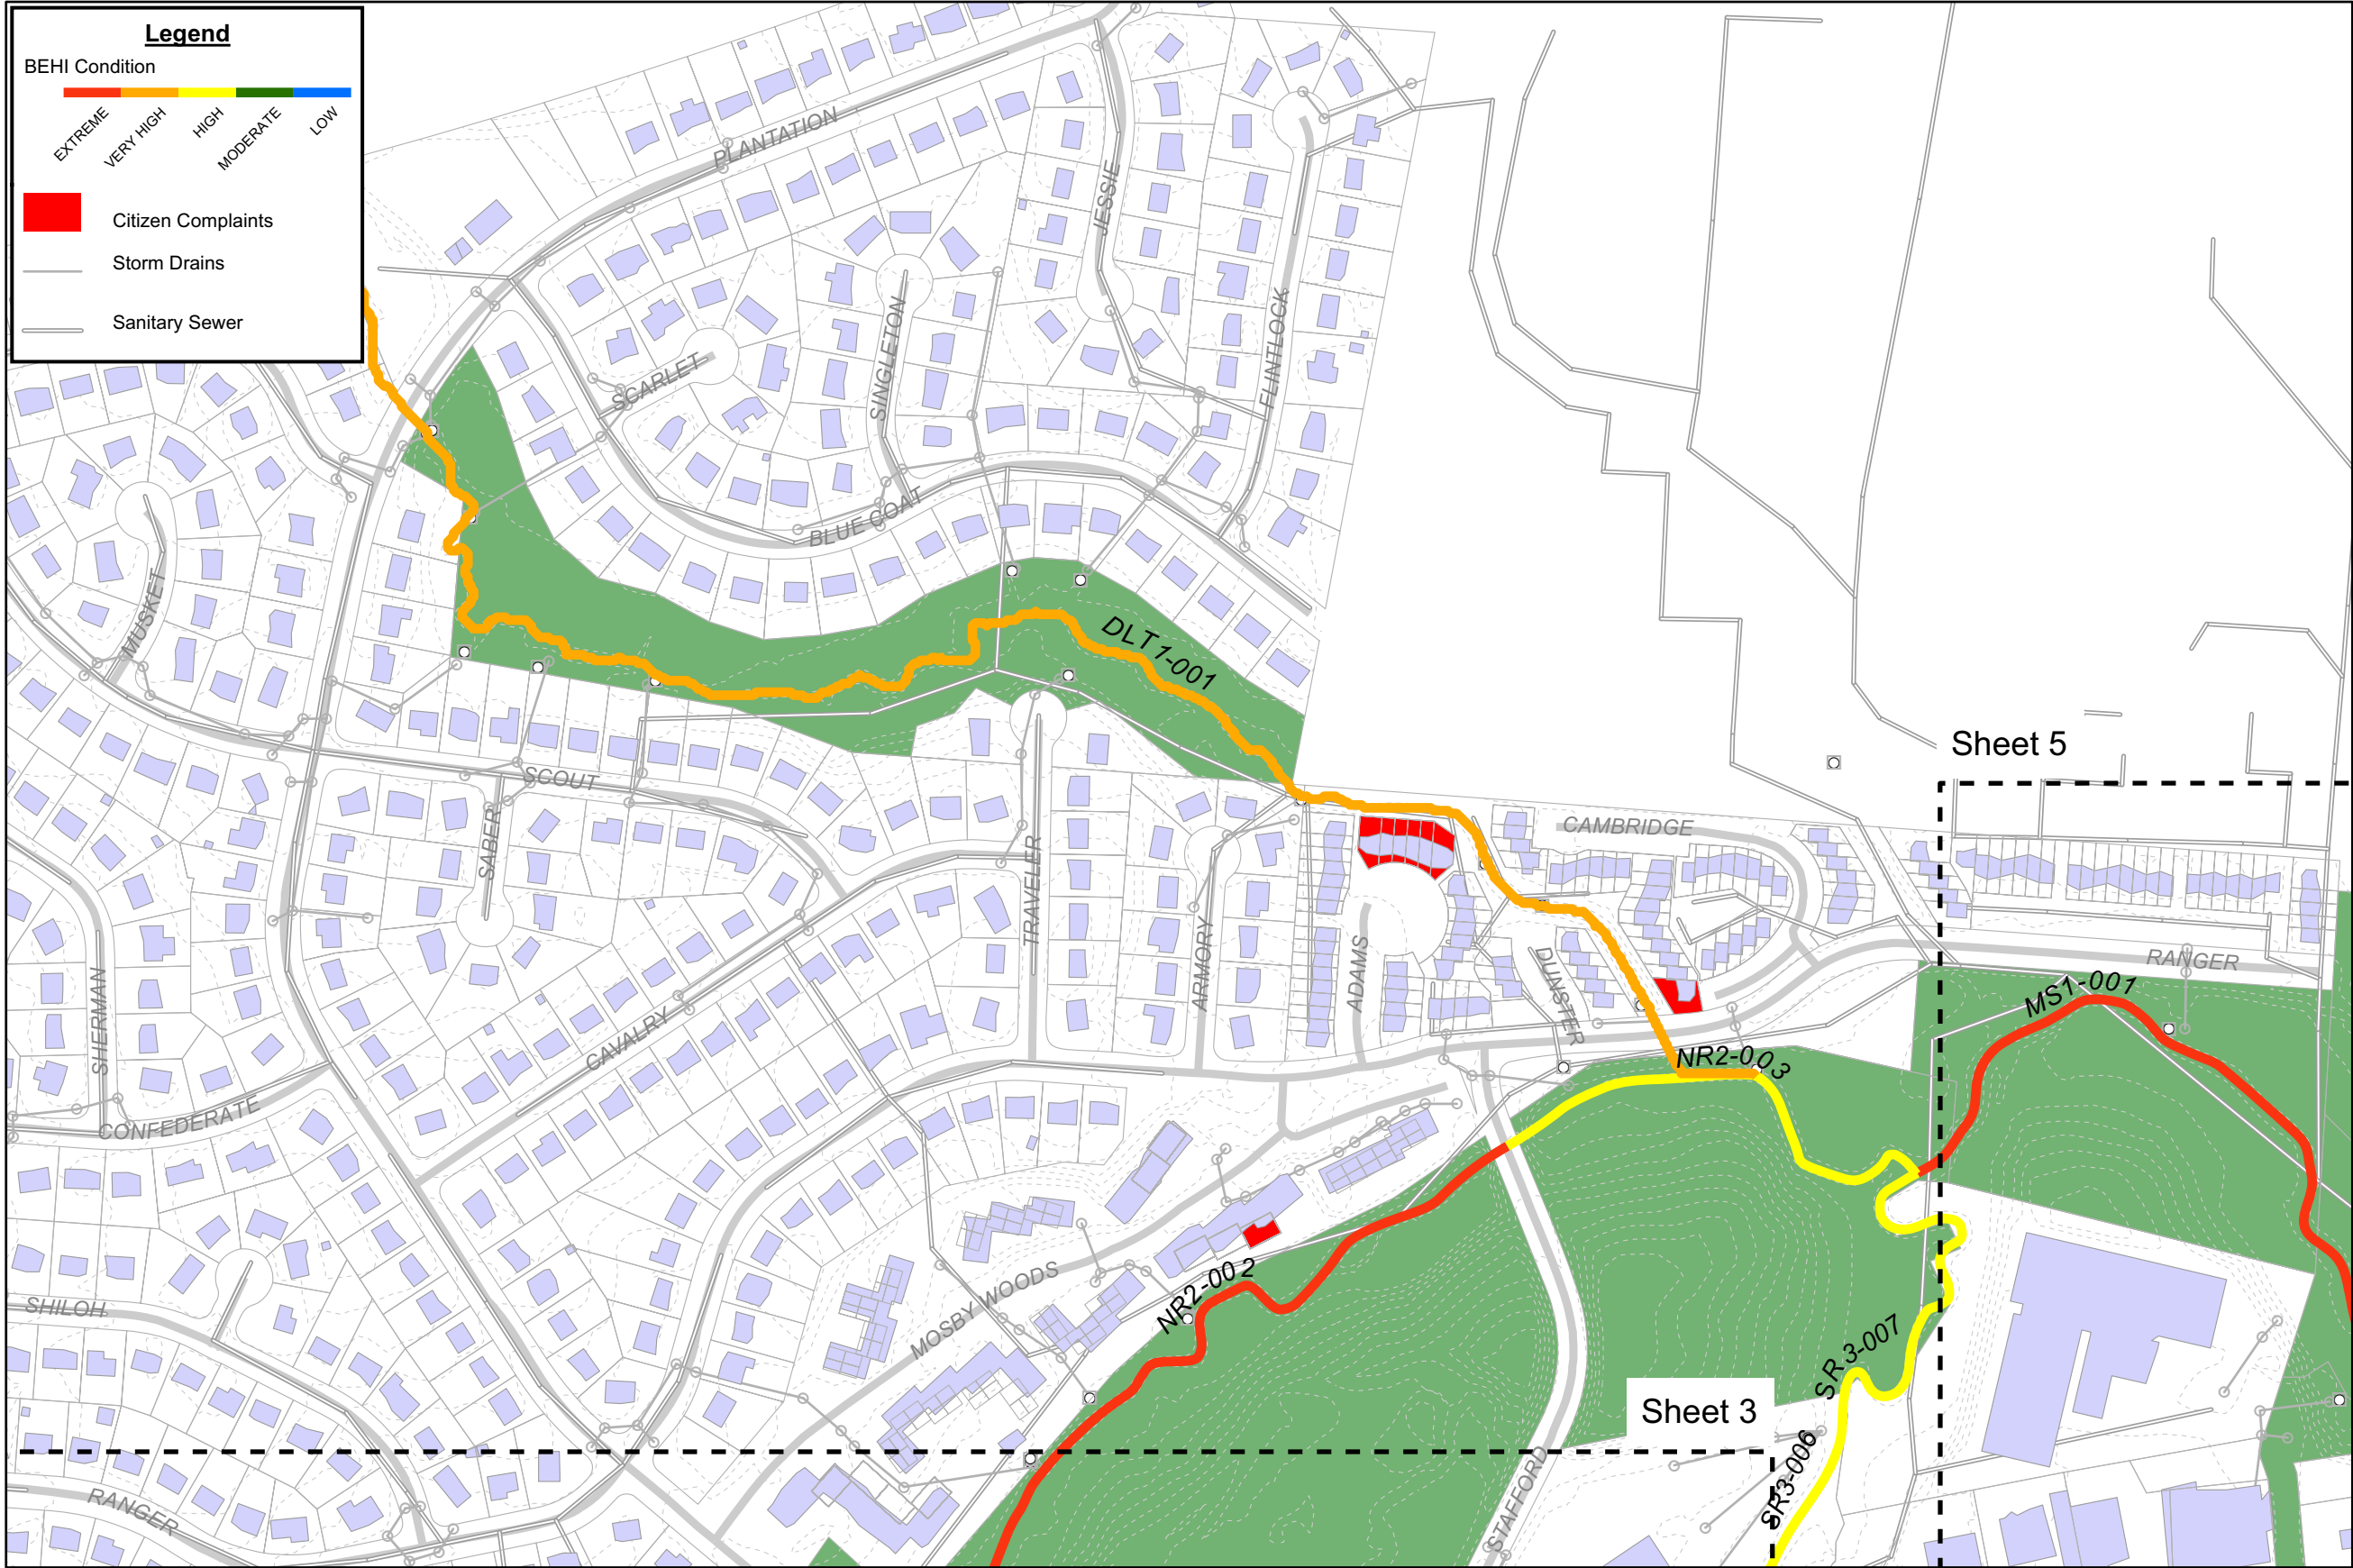 Legend
BEHI Condition
EXTREME
VERY HIGH
HIGH
MODERATE
LOW
Citizen Complaints
Storm Drains
Sanitary Sewer
PLANTATION
JESSIE
FLINTLOCK
SINGLETON
SCARLET
BLUE COAT
MUSKET
DLT1-001
Sheet 5
SCOUT
SABER
CAMBRIDGE
TRAVELER
ARMORY
ADAMS
DUNSTER
RANGER
MS1-001
SHERMAN
CAVALRY
NR2-003
CONFEDERATE
NR2-002
MOSBY WOODS
SHILOH
SR3-007
Sheet 3
SR3-006
STAFFORD
RANGER